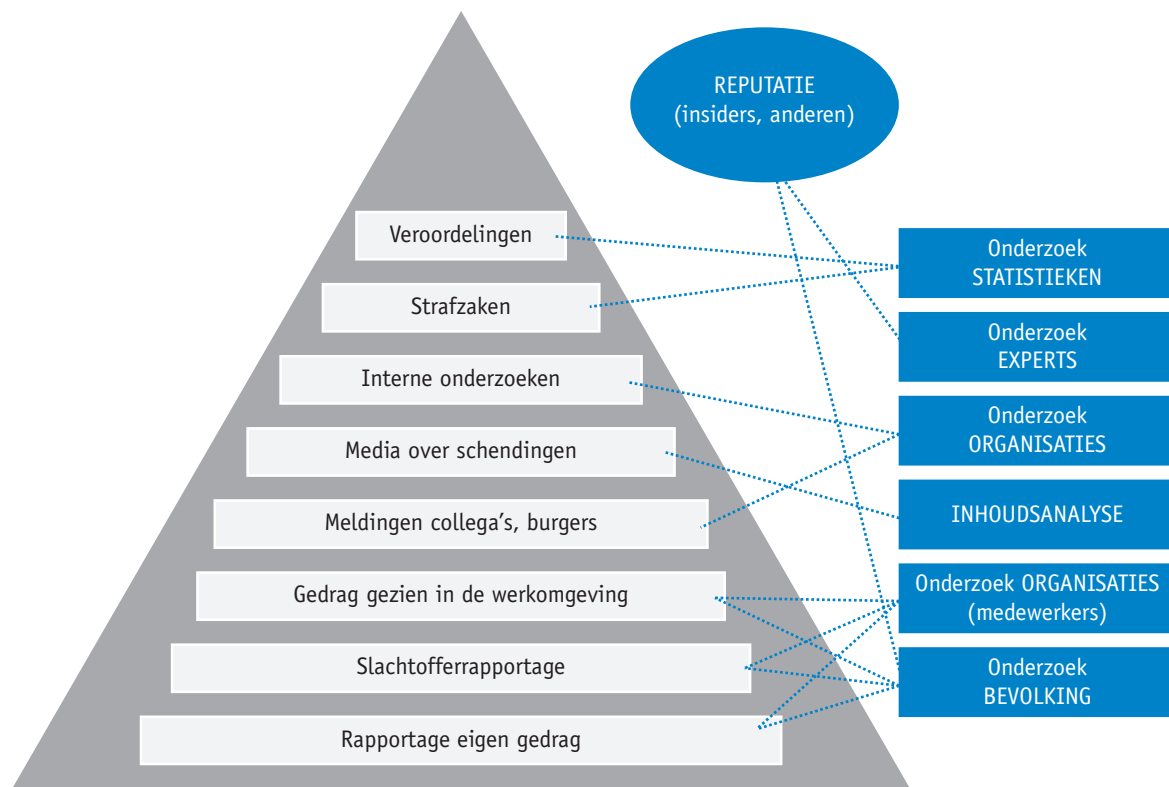 REPUTATIE
(insiders, anderen)
Veroordelingen
Strafzaken
Interne onderzoeken
Media over schendingen
Meldingen collega's, burgers
Gedrag gezien in de werkomgeving
Slachtofferrapportage
Rapportage eigen gedrag
Onderzoek
STATISTIEKEN
Onderzoek
EXPERTS
Onderzoek
ORGANISATIES
INHOUDSANALYSE
Onderzoek ORGANISATIES
(medewerkers)
Onderzoek
BEVOLKING